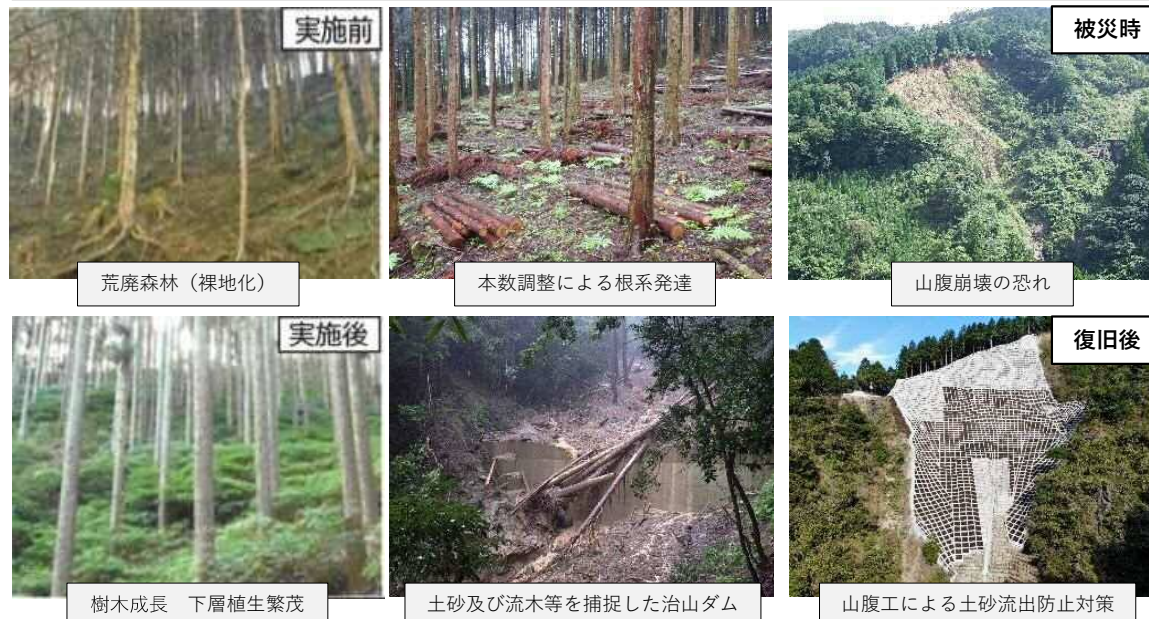 実施前
荒廃森林（裸地化）
本数調整による根系発達
被災時
山腹崩壊の恐れ
実施後
樹木成長　下層植生繁茂
土砂及び流木等を捕捉した治山ダム
復旧後
山腹工による土砂流出防止対策